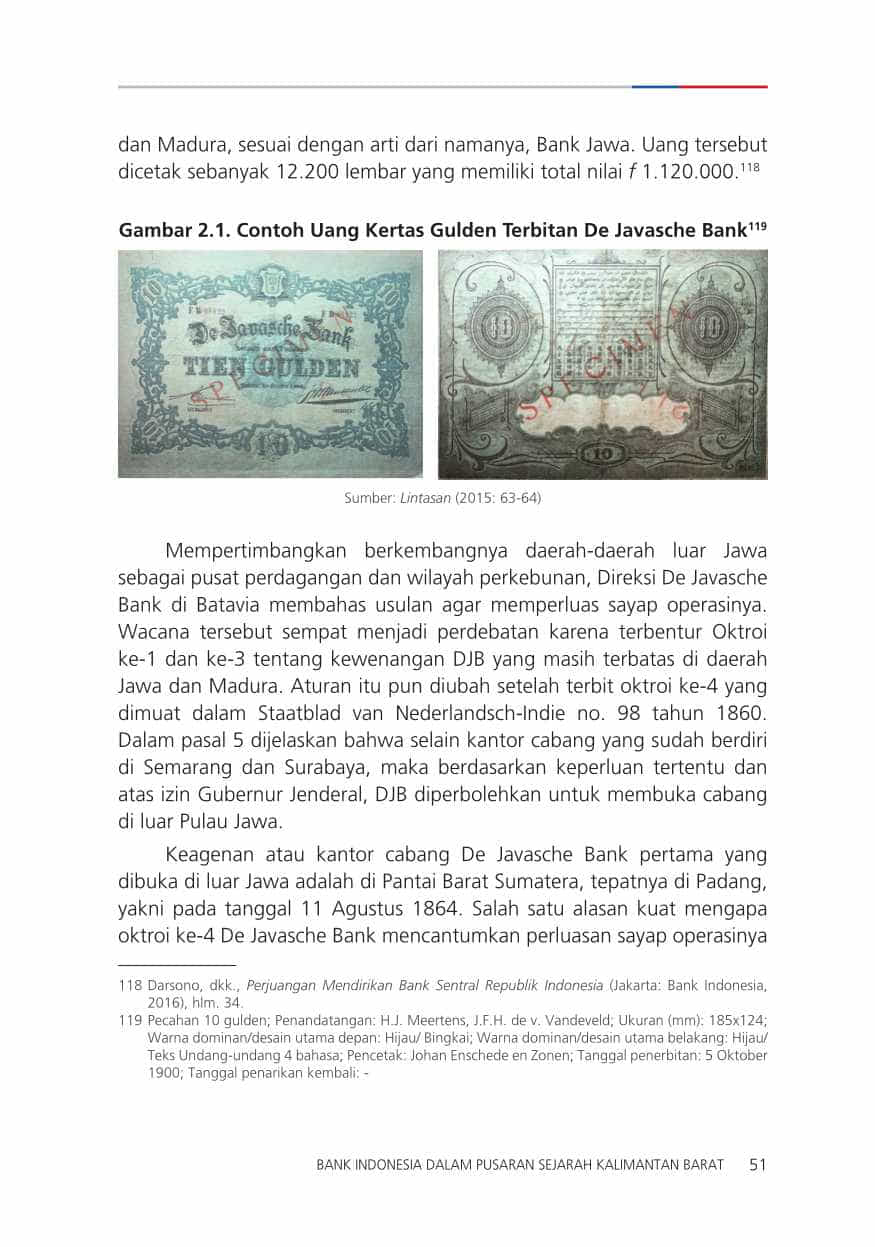 dan Madura, sesuai dengan arti dari namanya, Bank Jawa. Uang tersebut
dicetak sebanyak 12.200 lembar yang memiliki total nilai f 1.120.000.118
Gambar 2.1. Contoh Uang Kertas Gulden Terbitan De Javasche Bank119
De Javasche Bank
TIEN GULDEN
SPECIMEN
10
10
10
SPECIMEN
10
Sumber: Lintasan (2015: 63-64)
Mempertimbangkan berkembangnya daerah-daerah luar Jawa
sebagai pusat perdagangan dan wilayah perkebunan, Direksi De Javasche
Bank di Batavia membahas usulan agar memperluas sayap operasinya.
Wacana tersebut sempat menjadi perdebatan karena terbentur Oktroi
ke-1 dan ke-3 tentang kewenangan DJB yang masih terbatas di daerah
Jawa dan Madura. Aturan itu pun diubah setelah terbit oktroi ke-4 yang
dimuat dalam Staatblad van Nederlandsch-Indie no. 98 tahun 1860.
Dalam pasal 5 dijelaskan bahwa selain kantor cabang yang sudah berdiri
di Semarang dan Surabaya, maka berdasarkan keperluan tertentu dan
atas izin Gubernur Jenderal, DJB diperbolehkan untuk membuka cabang
di luar Pulau Jawa.
Keagenan atau kantor cabang De Javasche Bank pertama yang
dibuka di luar Jawa adalah di Pantai Barat Sumatera, tepatnya di Padang,
yakni pada tanggal 11 Agustus 1864. Salah satu alasan kuat mengapa
oktroi ke-4 De Javasche Bank mencantumkan perluasan sayap operasinya
118 Darsono, dkk., Perjuangan Mendirikan Bank Sentral Republik Indonesia (Jakarta: Bank Indonesia,
2016), hlm. 34.
119 Pecahan 10 gulden; Penandatangan: H.J. Meertens, J.F.H. de v. Vandeveld; Ukuran (mm): 185x124;
Warna dominan/desain utama depan: Hijau/ Bingkai; Warna dominan/desain utama belakang: Hijau/
Teks Undang-undang 4 bahasa; Pencetak: Johan Enschede en Zonen; Tanggal penerbitan: 5 Oktober
1900; Tanggal penarikan kembali: -
BANK INDONESIA DALAM PUSARAN SEJARAH KALIMANTAN BARAT 51